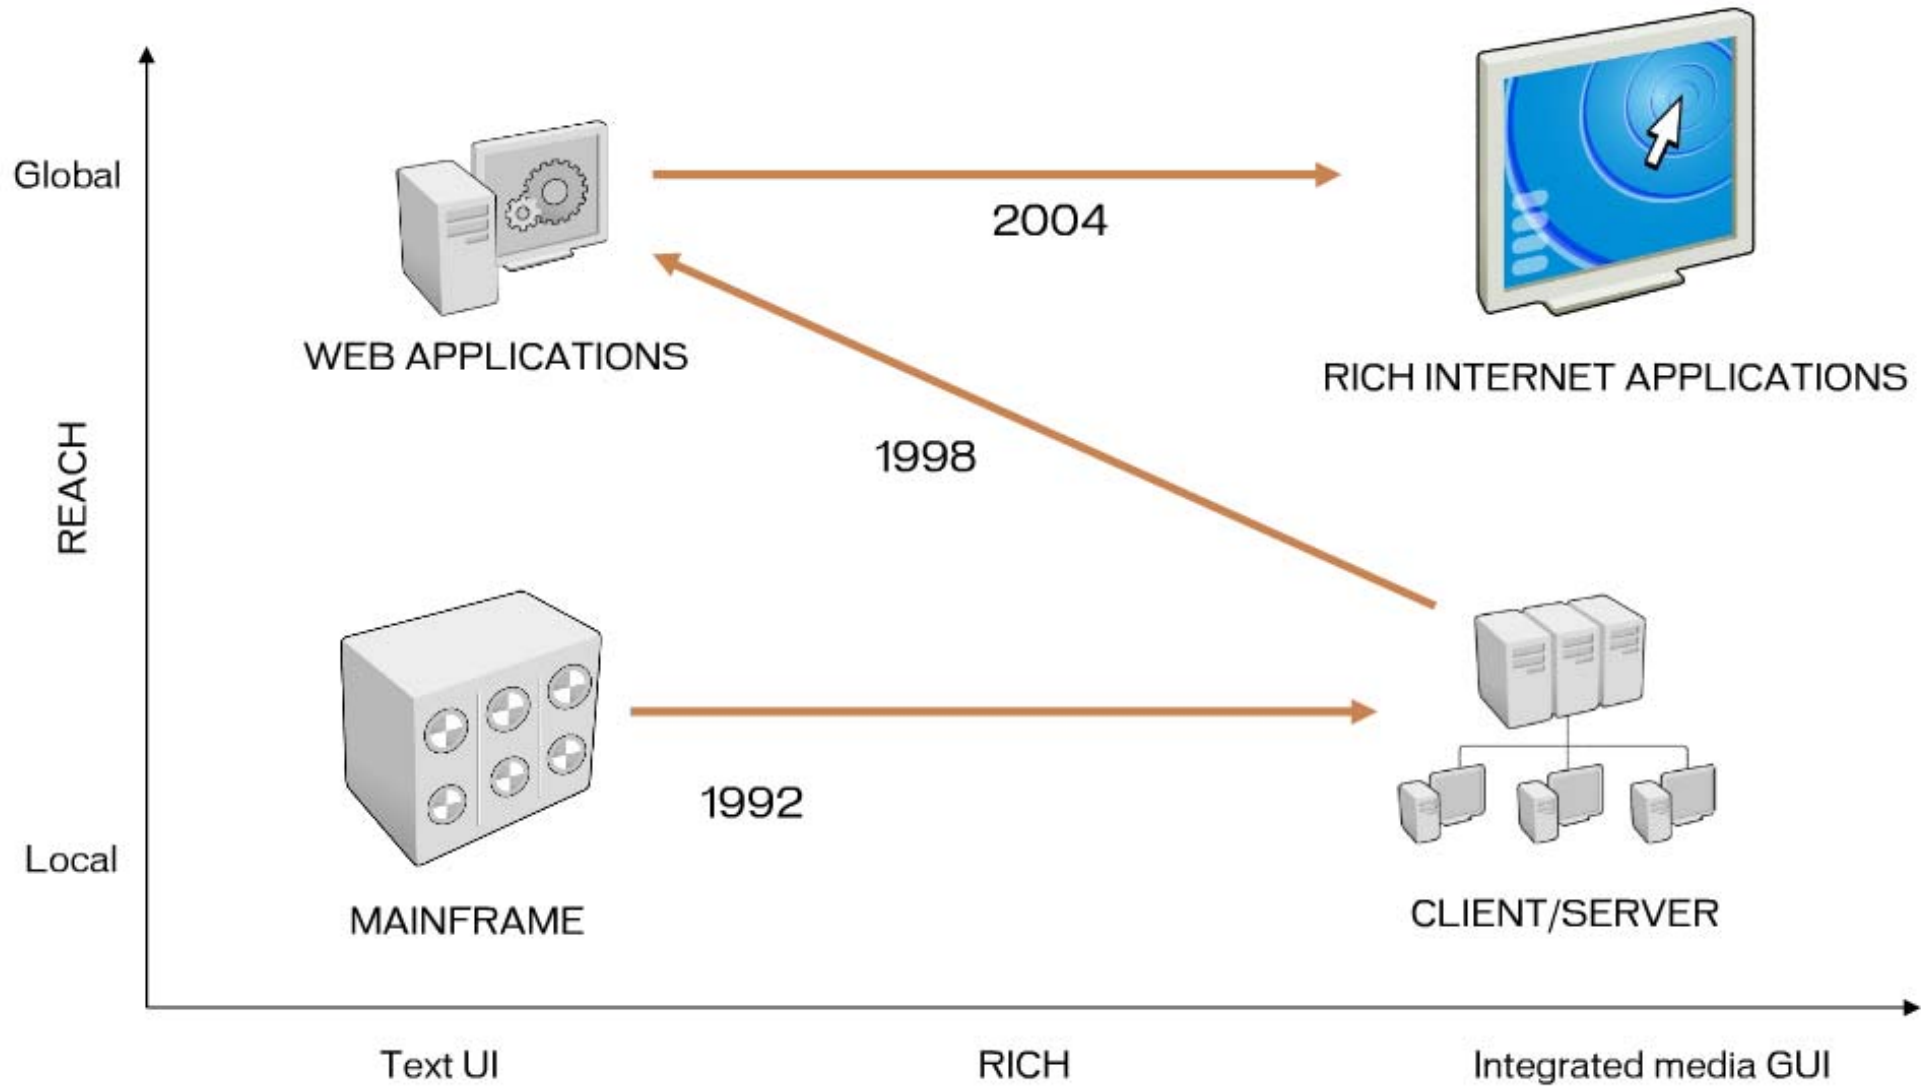 Global
2004
WEB APPLICATIONS
RICH INTERNET APPLICATIONS
REACH
1998
1992
Local
MAINFRAME
CLIENT/SERVER
Text UI
RICH
Integrated media GUI